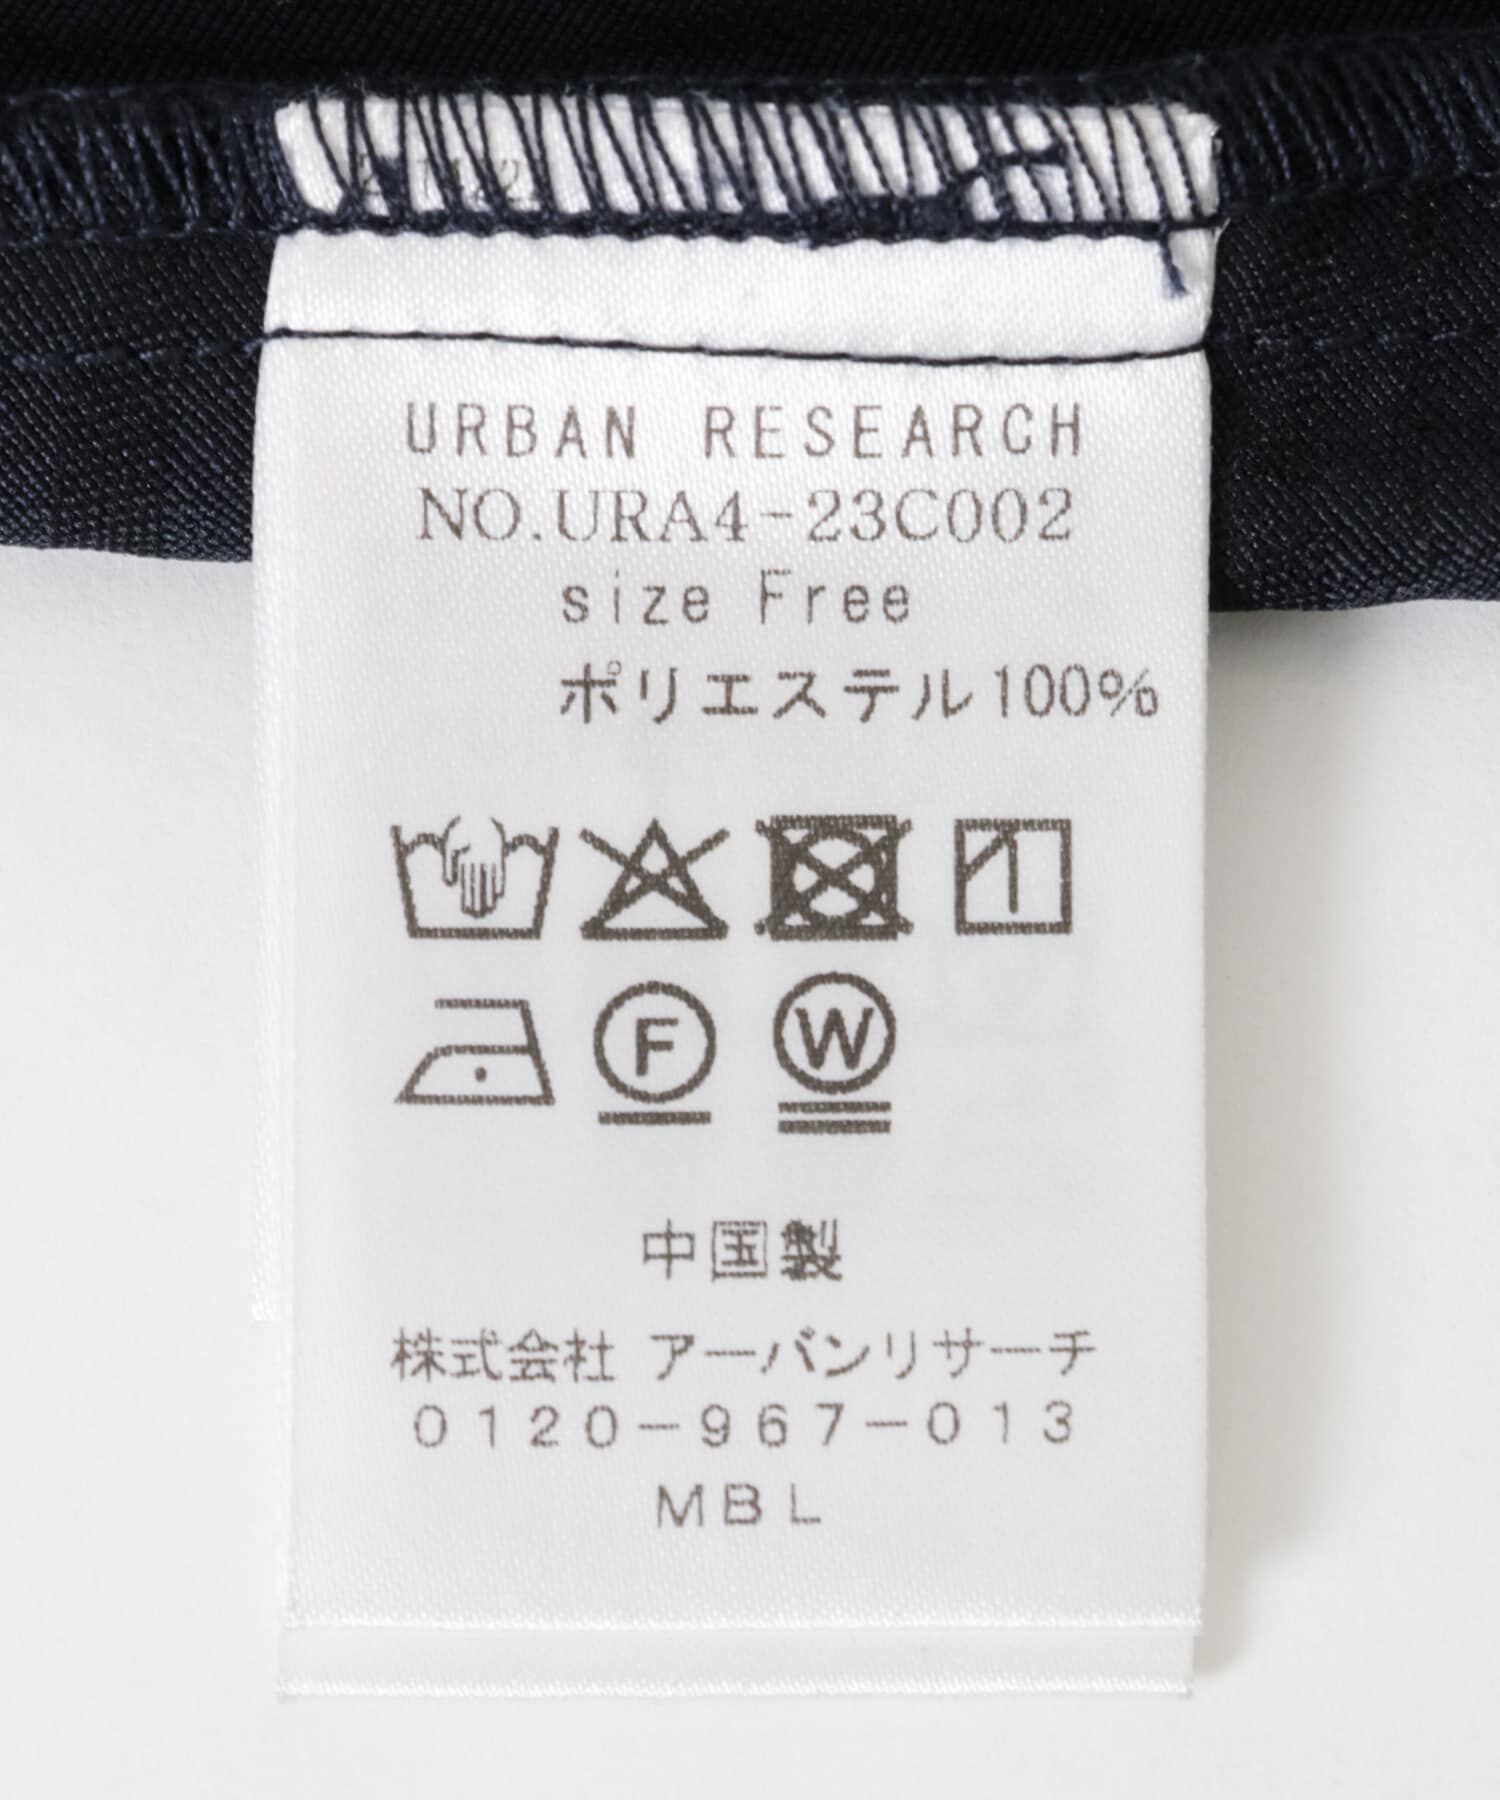 URBAN RESEARCH
NO.URA4-23C002
size Free
ポリエステル100%
F W
中国製
株式会社 アーバンリサーチ
0120-967-013
MBL